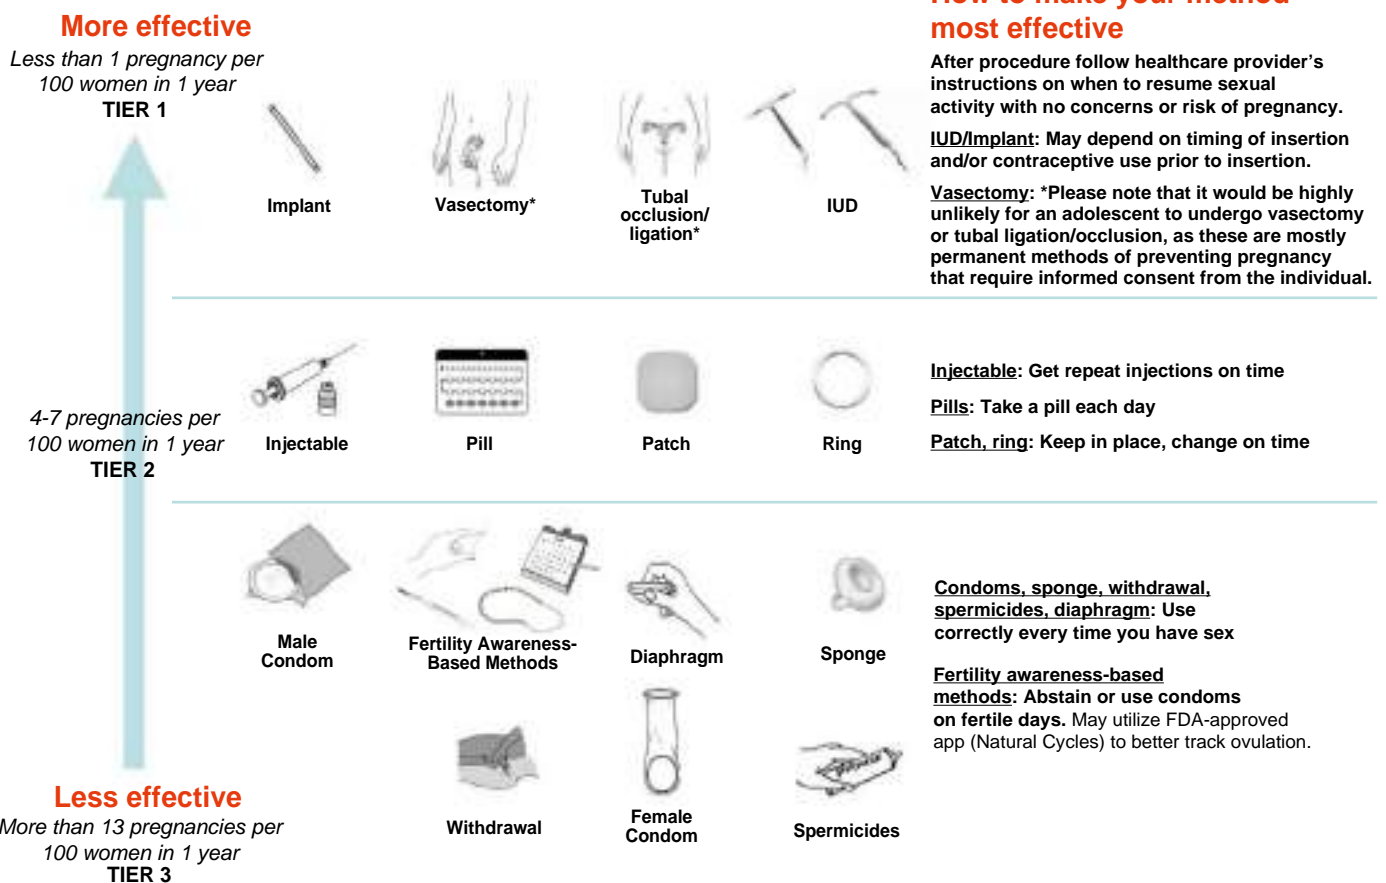 How to make your method
most effective
More effective
Less than 1 pregnancy per
100 women in 1 year
TIER 1
After procedure follow healthcare provider's
instructions on when to resume sexual
activity with no concerns or risk of pregnancy.
IUD/Implant: May depend on timing of insertion
and/or contraceptive use prior to insertion.
Vasectomy: *Please note that it would be highly
unlikely for an adolescent to undergo vasectomy
or tubal ligation/occlusion, as these are mostly
permanent methods of preventing pregnancy
that require informed consent from the individual.
Implant
Vasectomy*
Tubal
occlusion/
ligation*
IUD
4-7 pregnancies per
100 women in 1 year
TIER 2
Injectable
Pill
Patch
Ring
Injectable: Get repeat injections on time
Pills: Take a pill each day
Patch, ring: Keep in place, change on time
Male
Condom
Fertility Awareness-
Based Methods
Diaphragm
Sponge
Condoms, sponge, withdrawal,
spermicides, diaphragm: Use
correctly every time you have sex
Fertility awareness-based
methods: Abstain or use condoms
on fertile days. May utilize FDA-approved
app (Natural Cycles) to better track ovulation.
Withdrawal
Female
Condom
Spermicides
Less effective
More than 13 pregnancies per
100 women in 1 year
TIER 3